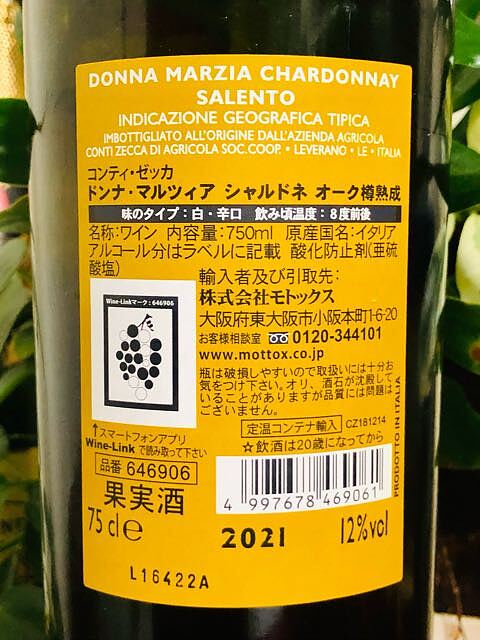 DONNA MARZIA CHARDONNAY
SALENTO
INDICAZIONE GEOGRAFICA TIPICA
IMBOTTIGLIATO ALL'ORIGINE DALL'AZIENDA AGRICOLA
CONTI ZECCA DI AGRICOLA SOC.COOP. • LEVERANO • LE • ITALIA
コンティ・ゼッカ
ドンナ・マルツィア シャルドネ オーク樽熟成
味のタイプ：白・辛口 飲み頃温度：8度前後
名称:ワイン 内容量:750ml 原産国名:イタリア
アルコール分はラベルに記載 酸化防止剤(亜硫
酸塩)
輸入者及び引取先:
株式会社モトックス
大阪府東大阪市小阪本町1-6-20
お客様相談室 0120-344101
www.mottox.co.jp
瓶は破損しやすいので取扱いには十分お
気をつけ下さい。オリ、酒石が沈殿して
いることがありますが品質には問題は
ございません。
定温コンテナ輸入 CZ181214
☆飲酒は20歳になってから
Wine-Linkマーク:646906
↑スマートフォンアプリ
Wine-Link で読み取って下さい
品番 646906
果実酒
75 cl e
4 997678 469061
PRODOTTO IN ITALIA
2021
12%vol
L16422A